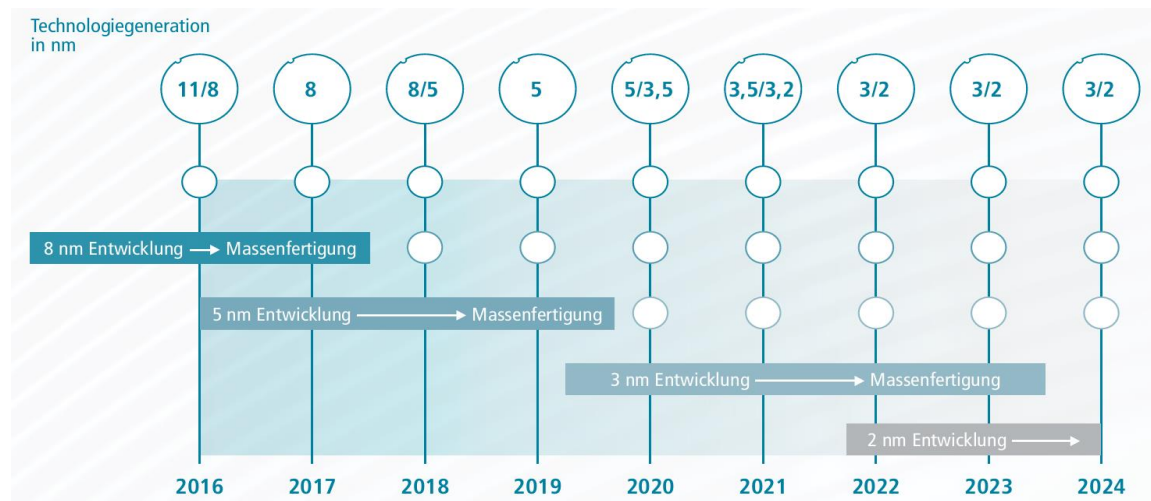 Technologiegeneration
in nm
11/8 8 8/5 5 5/3,5 3,5/3,2 3/2 3/2 3/2
8 nm Entwicklung → Massenfertigung
5 nm Entwicklung → Massenfertigung
3 nm Entwicklung → Massenfertigung
2 nm Entwicklung →
2016 2017 2018 2019 2020 2021 2022 2023 2024